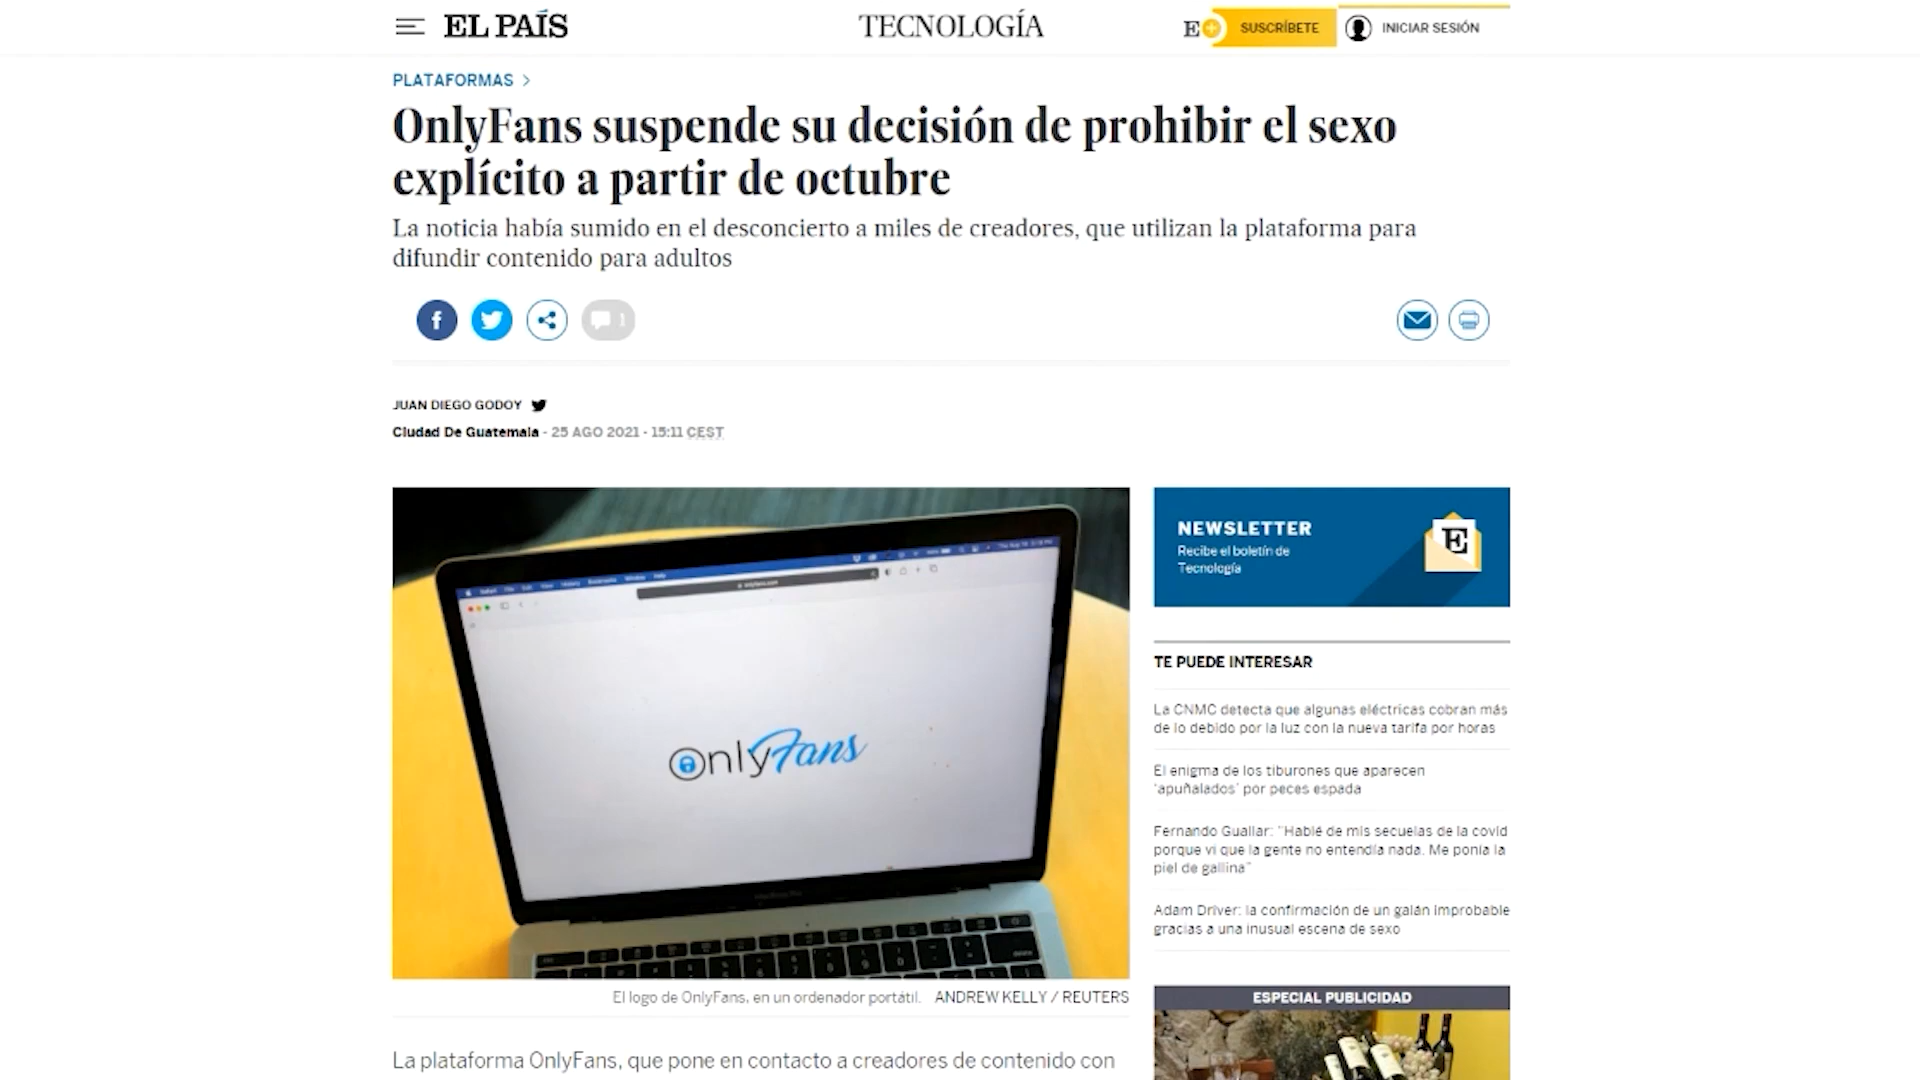 EL PAÍS
TECNOLOGÍA
E+ SUSCRÍBETE
INICIAR SESIÓN
PLATAFORMAS >
OnlyFans suspende su decisión de prohibir el sexo
explícito a partir de octubre
La noticia había sumido en el desconcierto a miles de creadores, que utilizan la plataforma para
difundir contenido para adultos
1
JUAN DIEGO GODOY
Ciudad De Guatemala - 25 AGO 2021 - 15:11 CEST
OnlyFans
El logo de OnlyFans, en un ordenador portátil. ANDREW KELLY / REUTERS
La plataforma OnlyFans, que pone en contacto a creadores de contenido con
NEWSLETTER
Recibe el boletín de
Tecnología
E
TE PUEDE INTERESAR
La CNMC detecta que algunas eléctricas cobran más
de lo debido por la luz con la nueva tarifa por horas
El enigma de los tiburones que aparecen
‘apuñalados’ por peces espada
Fernando Guallar: “Hablé de mis secuelas de la covid
porque vi que la gente no entendía nada. Me ponía la
piel de gallina”
Adam Driver: la confirmación de un galán improbable
gracias a una inusual escena de sexo
ESPECIAL PUBLICIDAD